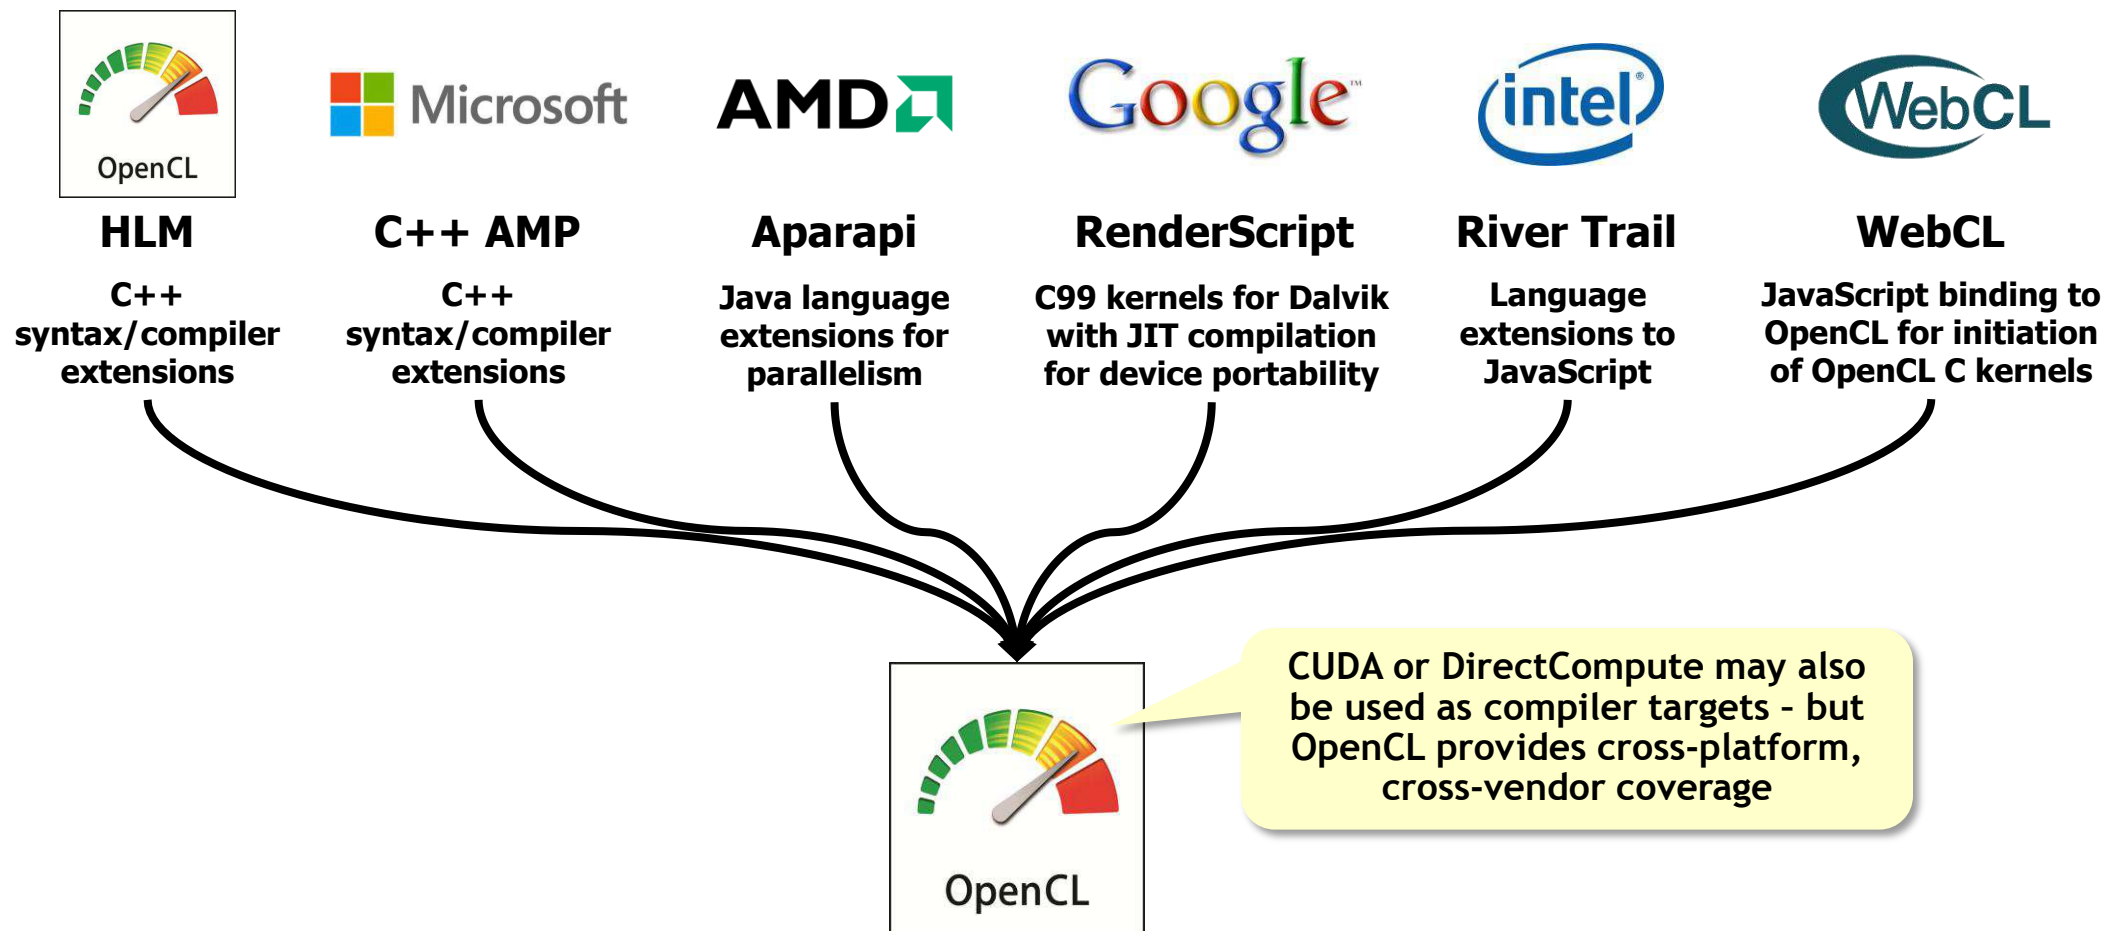 OpenCL
Microsoft
AMD
Google™
intel®
WebCL
HLM
C++
syntax/compiler
extensions
C++ AMP
C++
syntax/compiler
extensions
Aparapi
Java language
extensions for
parallelism
RenderScript
C99 kernels for Dalvik
with JIT compilation
for device portability
River Trail
Language
extensions to
JavaScript
WebCL
JavaScript binding to
OpenCL for initiation
of OpenCL C kernels
CUDA or DirectCompute may also
be used as compiler targets – but
OpenCL provides cross-platform,
cross-vendor coverage
OpenCL